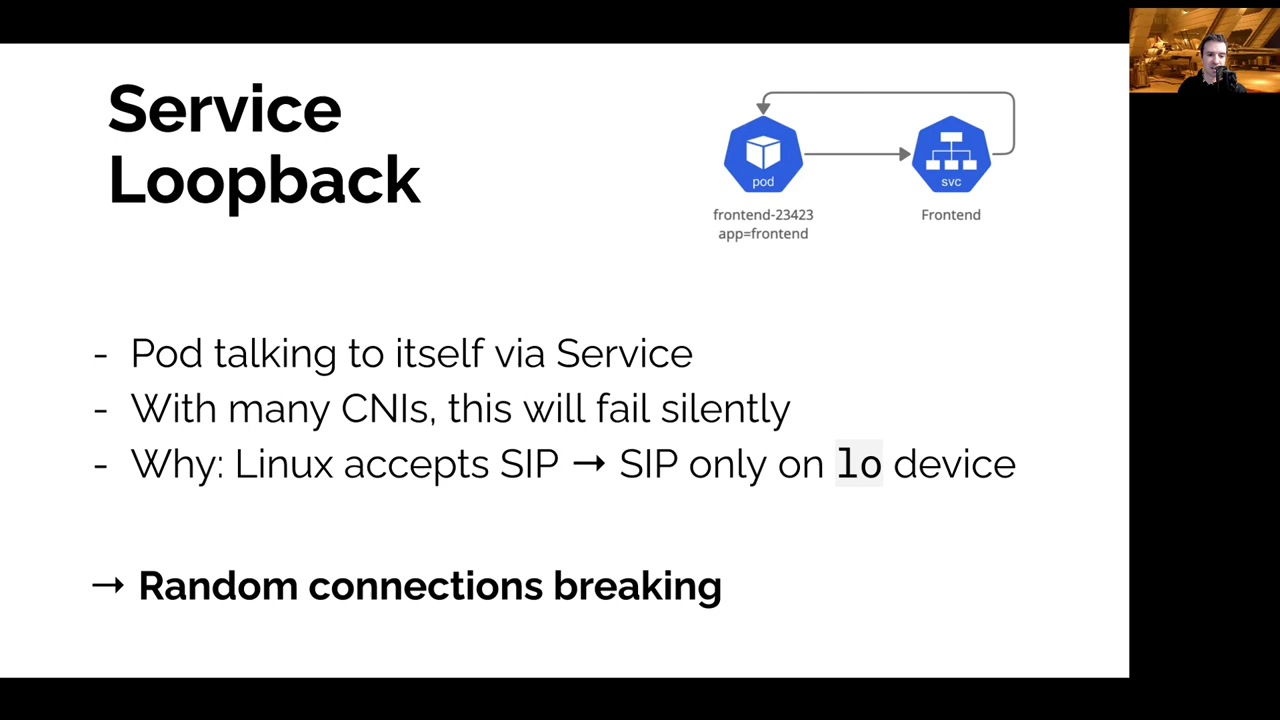 Service
Loopback
pod
svc
frontend-23423
app=frontend
Frontend
- Pod talking to itself via Service
- With many CNIs, this will fail silently
- Why: Linux accepts SIP → SIP only on lo device
→ Random connections breaking